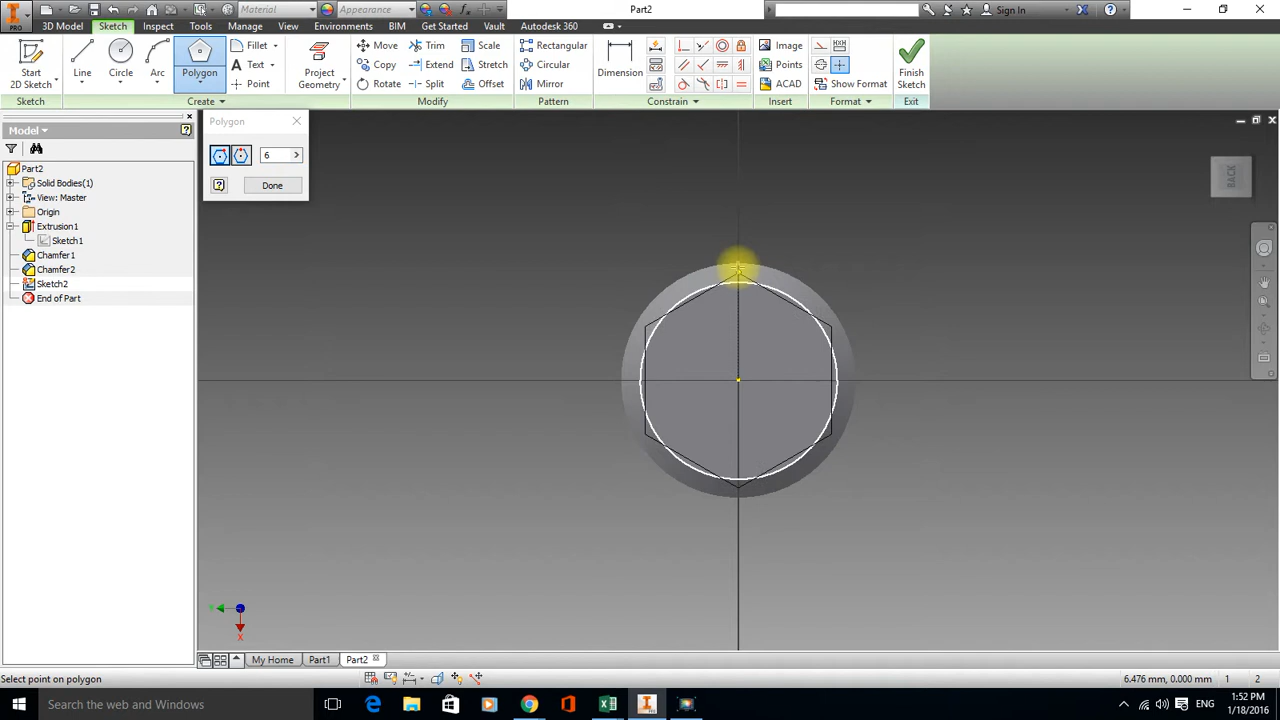 Material
Appearance
Part2
Sign In
PRO
3D Model Sketch Inspect Tools Manage View Environments BIM Get Started Vault Autodesk 360
Start
2D Sketch
Line
Circle
Arc
Polygon
Fillet
Text
Point
Project
Geometry
Move
Copy
Rotate
Trim
Extend
Split
Scale
Stretch
Offset
Rectangular
Circular
Mirror
Dimension
Image
Points
ACAD
Show Format
Finish
Sketch
Sketch Create Modify Pattern Constrain Insert Format Exit
Model
Part2
Solid Bodies(1)
View: Master
Origin
Extrusion1
Sketch1
Chamfer1
Chamfer2
Sketch2
End of Part
Polygon
6
Done
BACK
X
My Home Part1 Part2
Select point on polygon
6.476 mm, 0.000 mm 1 2
Search the web and Windows
ENG
1:52 PM
1/18/2016